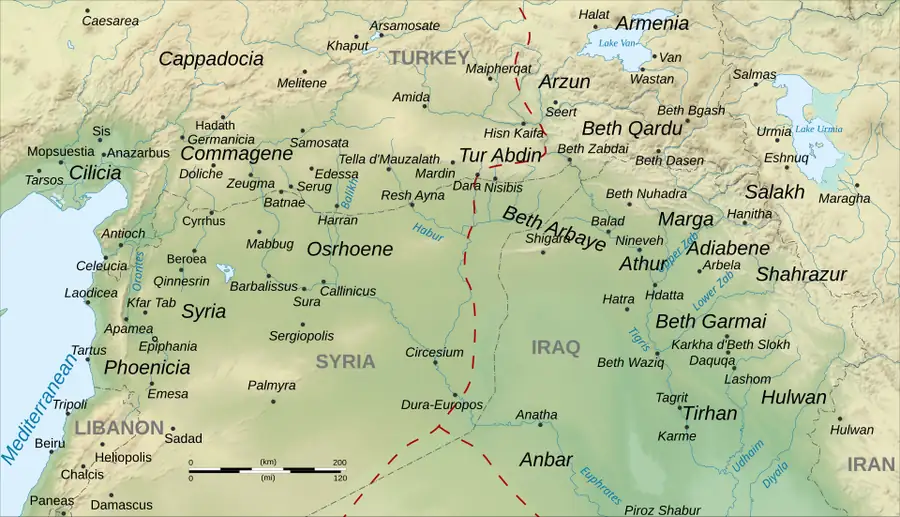 Caesarea
Arsamosate
Halat
Armenia
Khaput
Lake Van
Cappadocia
TURKEY
Van
Maipherqat
Wastan
Salmas
Melitene
Arzun
Amida
Seert
Beth Bgash
Sis
Hadath
Hisn Kaifa
Beth Qardu
Urmia
Lake Urmia
Germanicia
Samosata
Mopsuestia
Anazarbus
Commagene
Tella d'Mauzalath
Tur Abdin
Beth Zabdai
Beth Dasen
Eshnuq
Tarsos
Cilicia
Doliche
Edessa
Mardin
Zeugma
Serug
Balikh
Resh Ayna
Dara
Nisibis
Beth Nuhadra
Salakh
Maragha
Batnae
Cyrrhus
Harran
Beth Arbaye
Balad
Marga
Hanitha
Antioch
Mabbug
Habur
Shigara
Nineveh
Upper Zab
Adiabene
Osrhoene
Beroea
Celeucia
Orontes
Athur
Arbela
Shahrazur
Qinnesrin
Barbalissus
Callinicus
Lower Zab
Laodicea
Kfar Tab
Sura
Hatra
Hdatta
Syria
Apamea
Sergiopolis
Beth Garmai
Tigris
Karkha d'Beth Slokh
Epiphania
Tartus
Circesium
IRAQ
Beth Waziq
Daquqa
Phoenicia
SYRIA
Lashom
Mediterranean
Emesa
Palmyra
Tripoli
Dura-Europos
Tagrit
Hulwan
Anatha
Tirhan
LIBANON
Sadad
Karme
Hulwan
Beiru
Heliopolis
Chalcis
0 (km) 200
0 (mi) 120
Anbar
Udhaim
Diyala
IRAN
Euphrates
Paneas
Damascus
Piroz Shabur